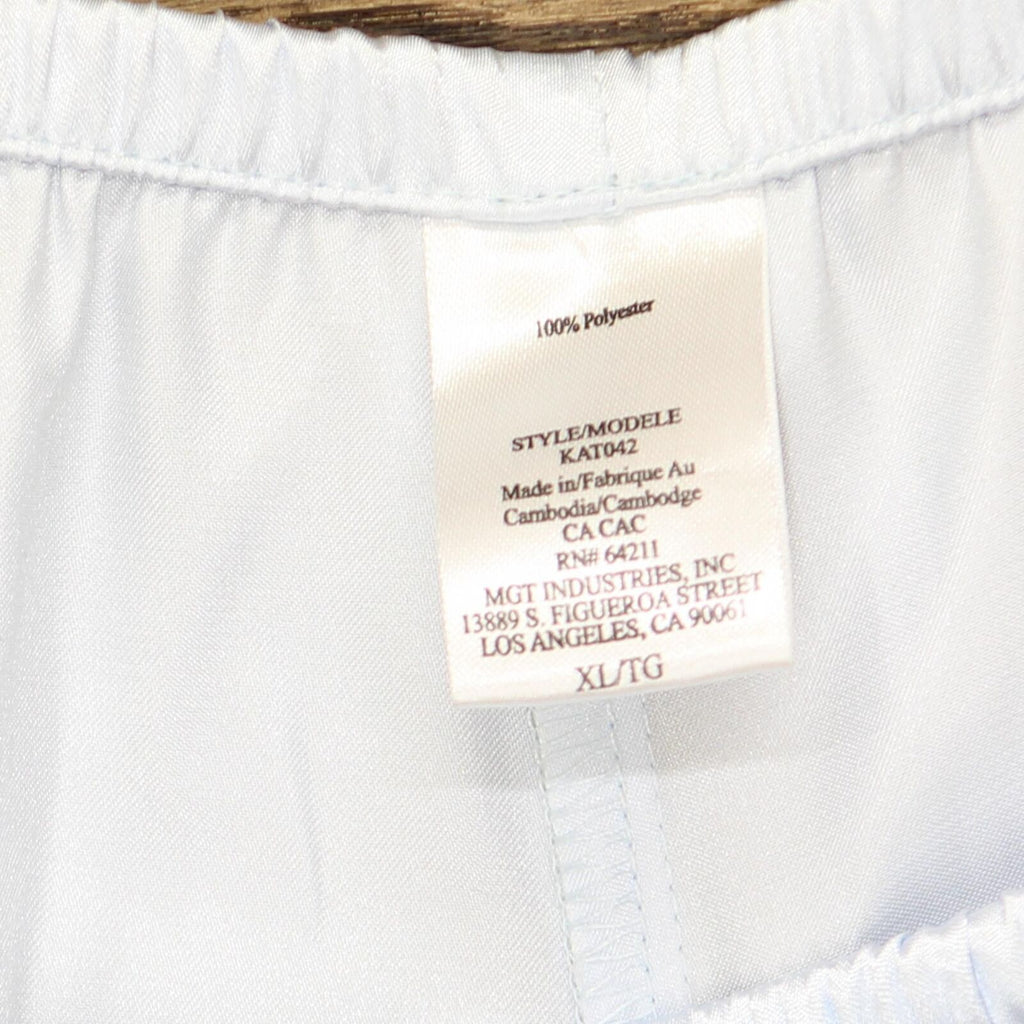 100% Polyester
STYLE/MODELE
KAT042
Made in/Fabrique Au
Cambodia/Cambodge
CA CAC
RN# 64211
MGT INDUSTRIES, INC
13889 S. FIGUEROA STREET
LOS ANGELES, CA 90061
XL/TG